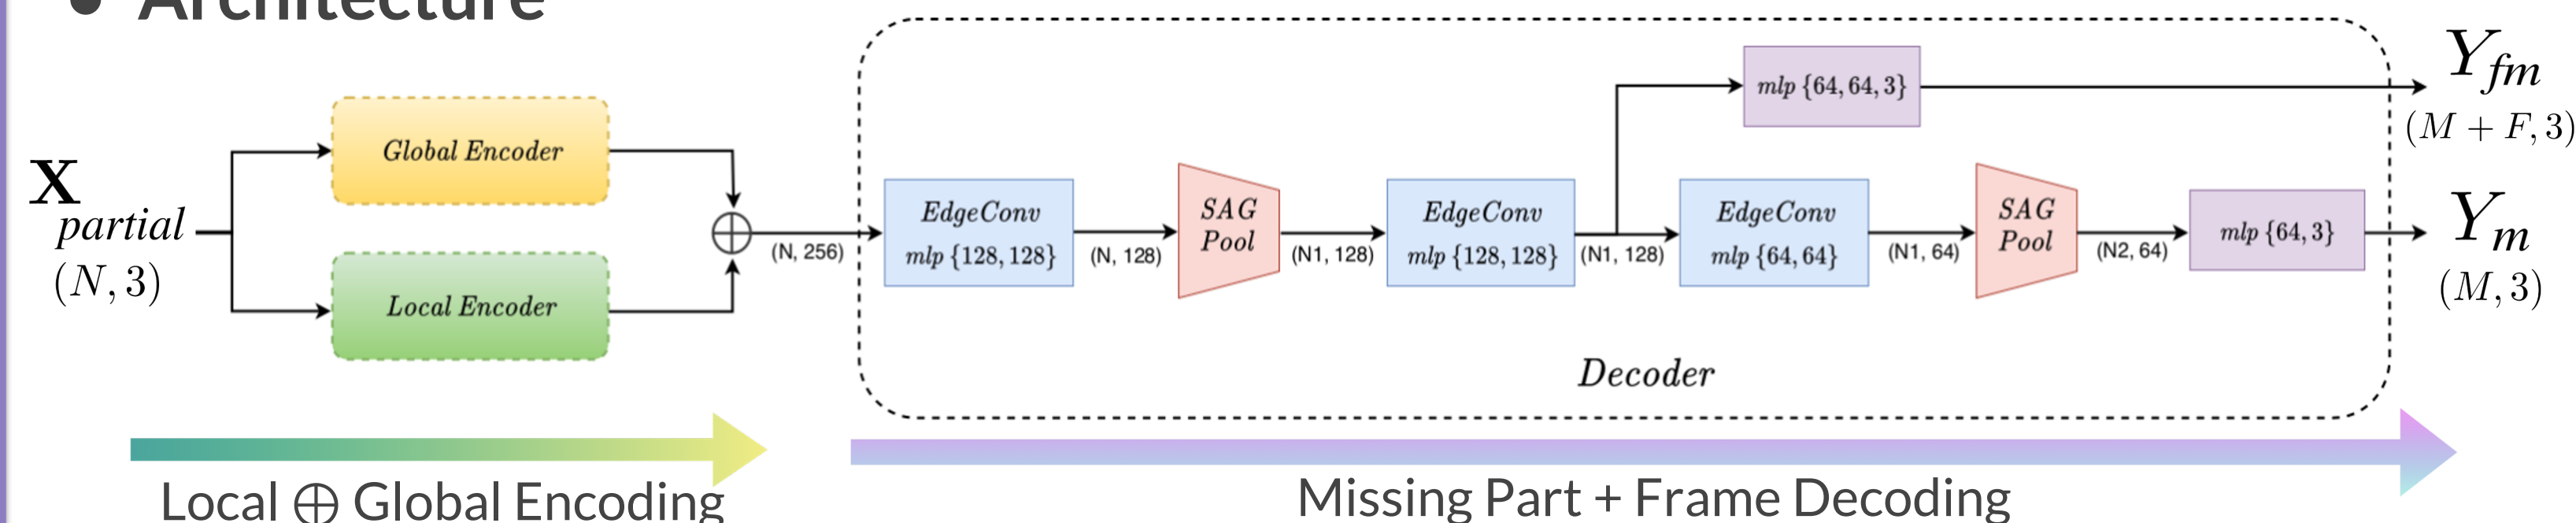 ● Architecture
X
partial
(N, 3)
Global Encoder
Local Encoder
⊕
(N, 256)
EdgeConv
mlp {128, 128}
(N, 128)
SAG
Pool
(N1, 128)
EdgeConv
mlp {128, 128}
(N1, 128)
mlp {64, 64, 3}
EdgeConv
mlp {64, 64}
(N1, 64)
SAG
Pool
(N2, 64)
mlp {64, 3}
Y_fm
(M + F, 3)
Y_m
(M, 3)
Decoder
Local ⊕ Global Encoding
Missing Part + Frame Decoding